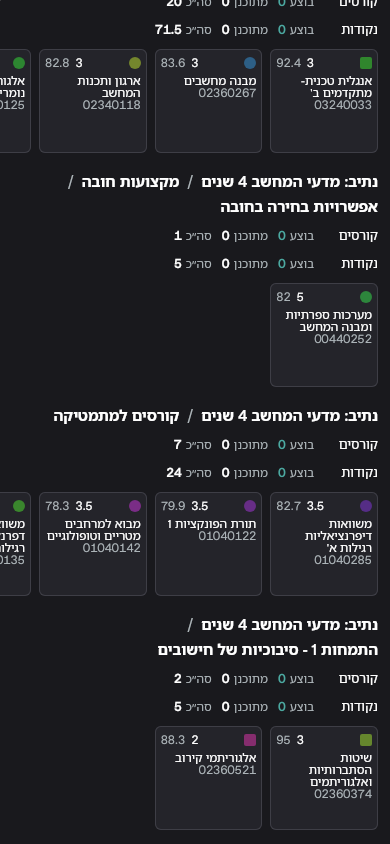 קורסים בוצע 0 מתוכנן 0 סה״כ 20
נקודות בוצע 0 מתוכנן 0 סה״כ 71.5
3 92.4
אנגלית טכנית-
מתקדמים ב'
03240033
3 83.6
מבנה מחשבים
02360267
3 82.8
ארגון ותכנות
המחשב
02340118
נתיב: מדעי המחשב 4 שנים / מקצועות חובה /
אפשרויות בחירה בחובה
קורסים בוצע 0 מתוכנן 0 סה״כ 1
נקודות בוצע 0 מתוכנן 0 סה״כ 5
5 82
מערכות ספרתיות
ומבנה המחשב
00440252
נתיב: מדעי המחשב 4 שנים / קורסים למתמטיקה
קורסים בוצע 0 מתוכנן 0 סה״כ 7
נקודות בוצע 0 מתוכנן 0 סה״כ 24
3.5 82.7
משוואות
דיפרנציאליות
רגילות א'
01040285
3.5 79.9
תורת הפונקציות 1
01040122
3.5 78.3
מבוא למרחבים
מטריים וטופולוגיים
01040142
נתיב: מדעי המחשב 4 שנים /
התמחות 1 - סיבוכיות של חישובים
קורסים בוצע 0 מתוכנן 0 סה״כ 2
נקודות בוצע 0 מתוכנן 0 סה״כ 5
3 95
שיטות
הסתברותיות
ואלגוריתמים
02360374
2 88.3
אלגוריתמי קירוב
02360521